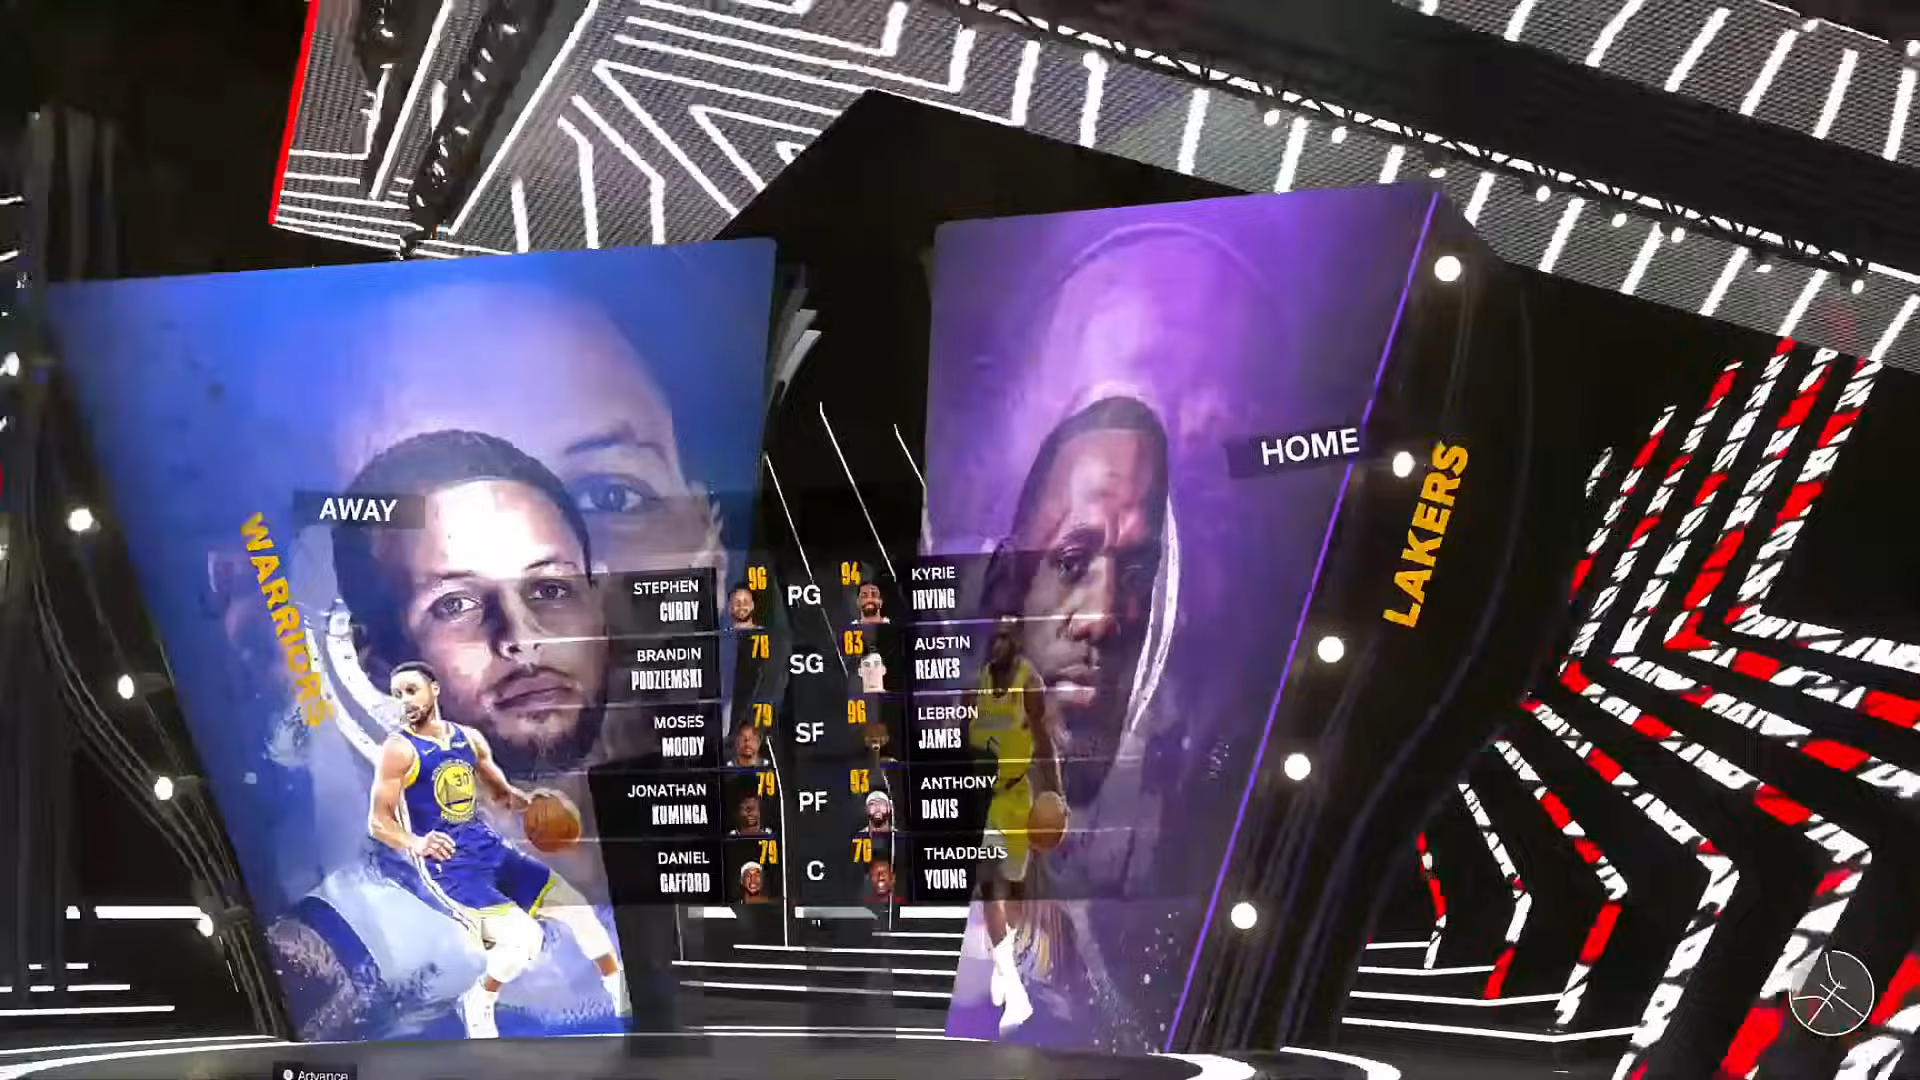 AWAY
WARRIORS
HOME
LAKERS
STEPHEN
CURRY
96
PG
94
KYRIE
IRVING
BRANDIN
PODZIEMSKI
78
SG
83
AUSTIN
REAVES
MOSES
MOODY
79
SF
96
LEBRON
JAMES
JONATHAN
KUMINGA
79
PF
93
ANTHONY
DAVIS
DANIEL
GAFFORD
79
C
THADDEUS
YOUNG
30
Advance